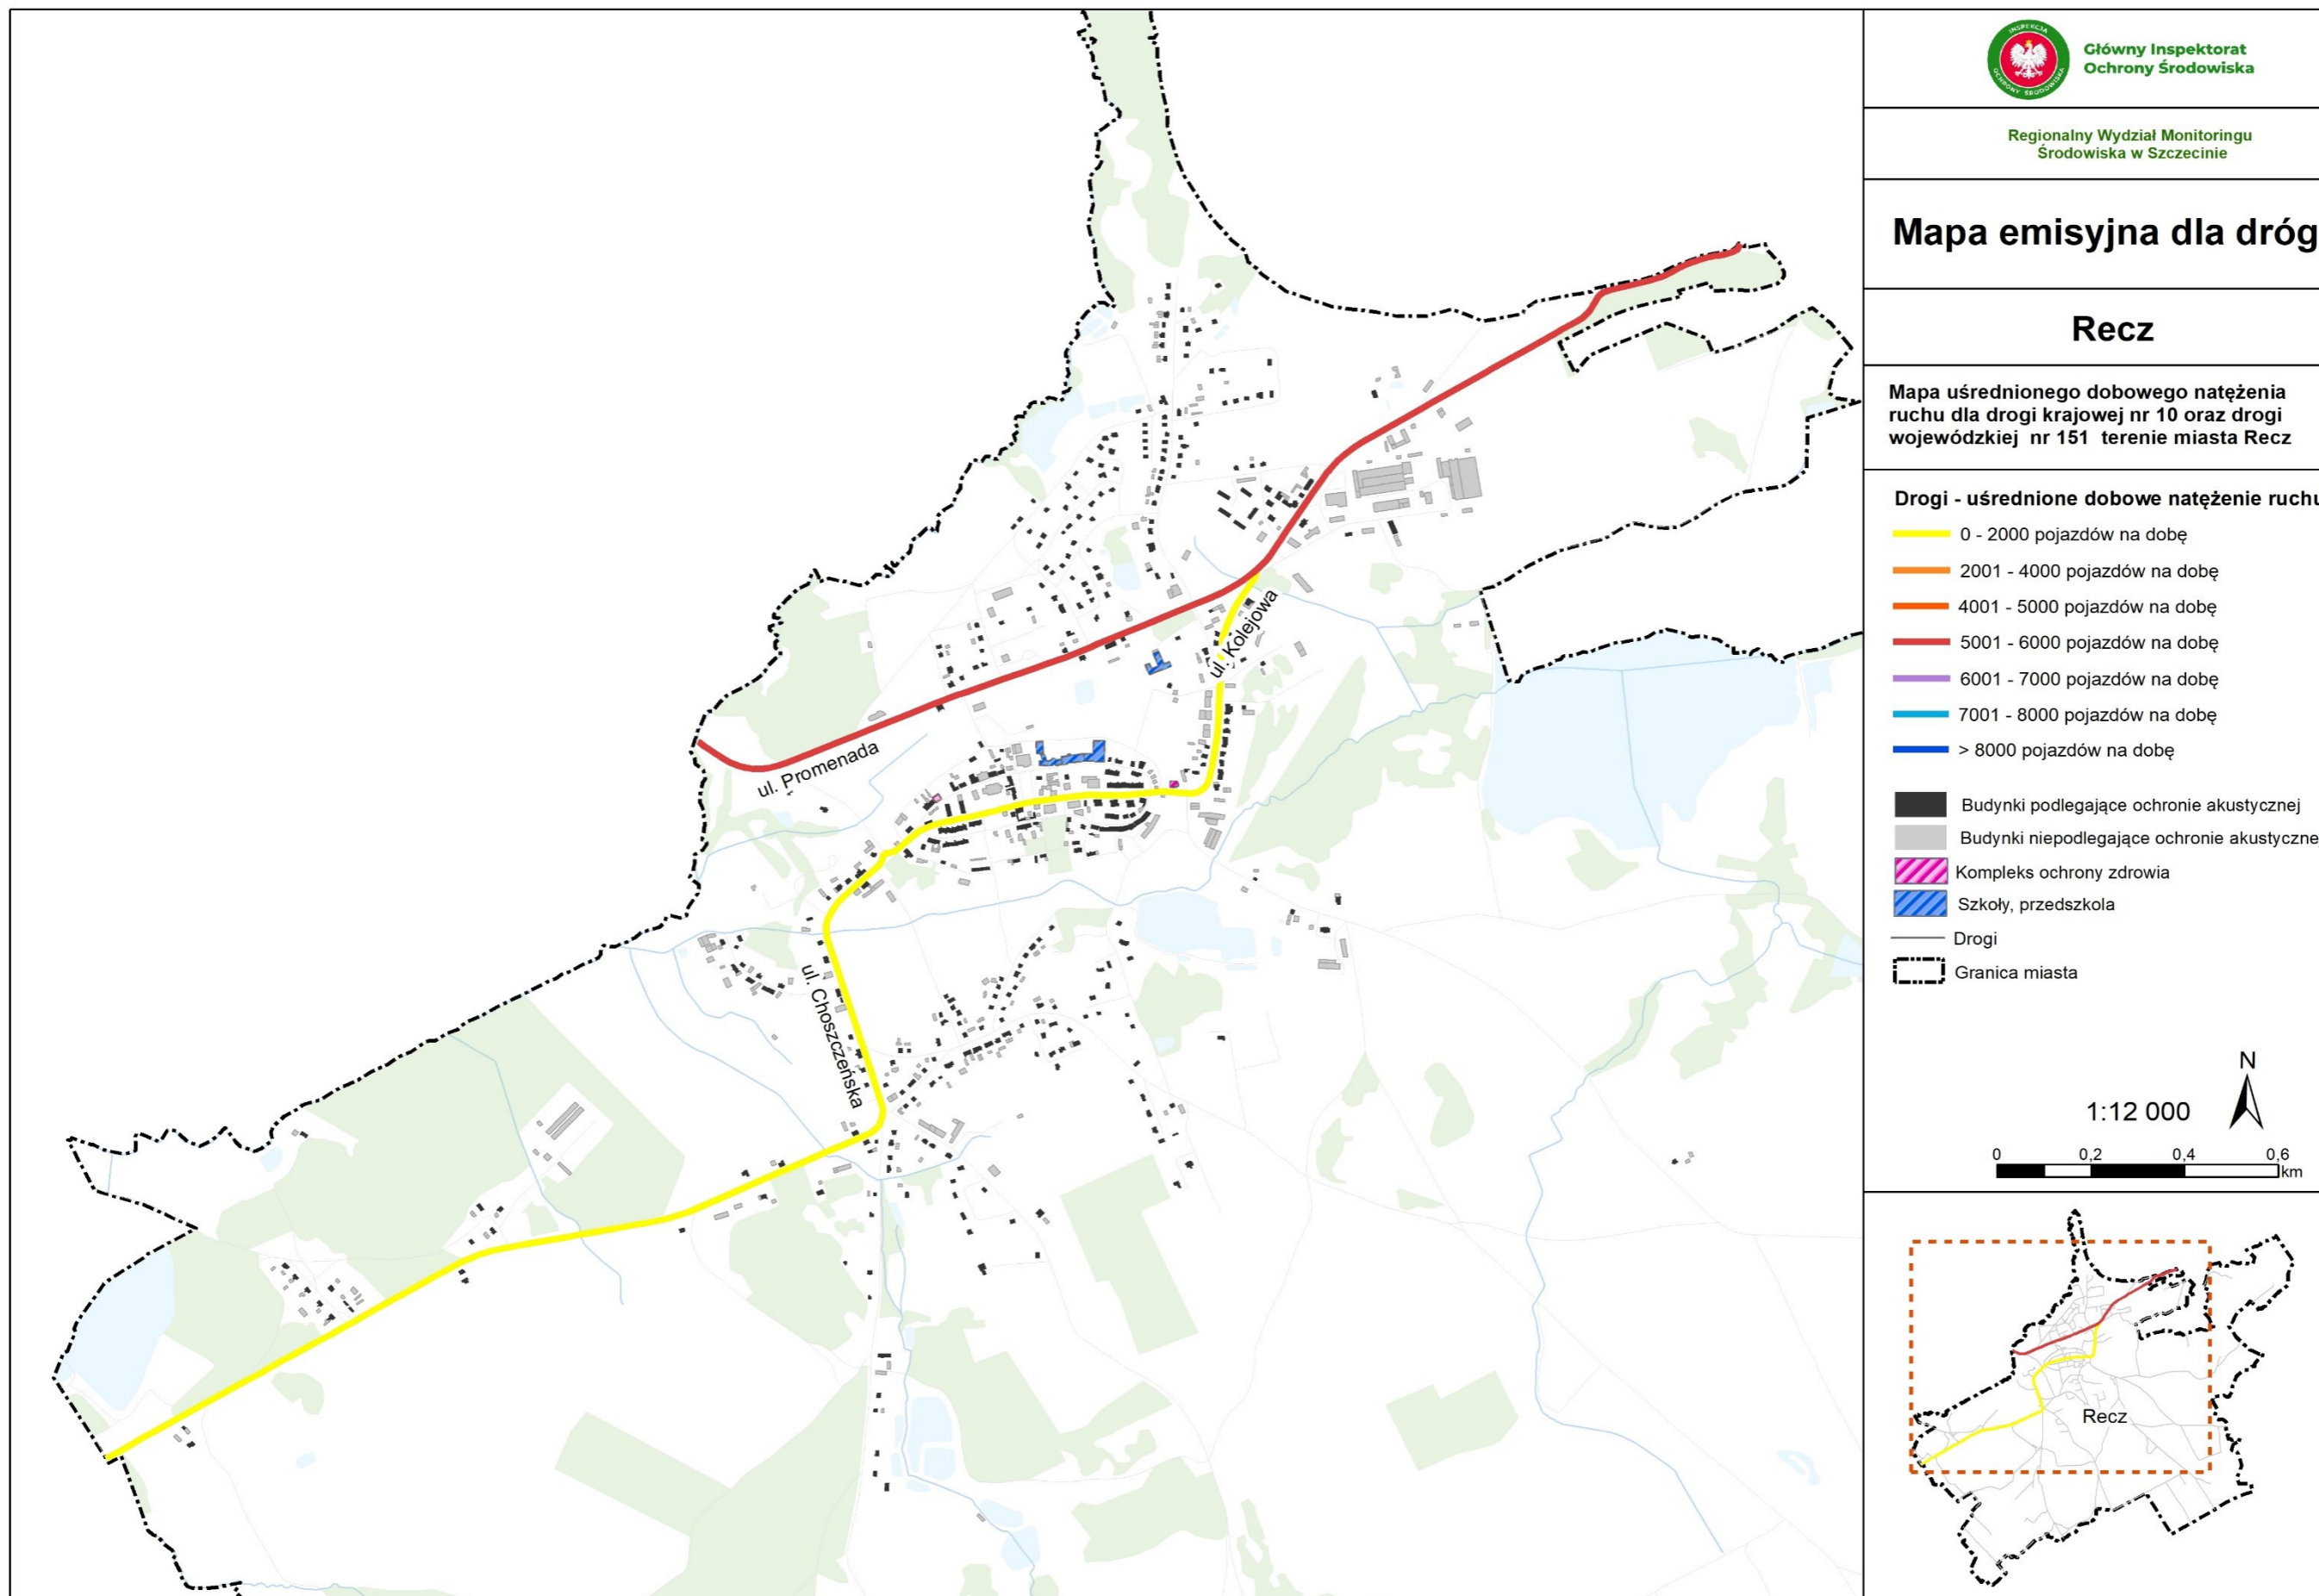 INSPEKCJA
OCHRONY ŚRODOWISKA
Główny Inspektorat
Ochrony Środowiska
Regionalny Wydział Monitoringu
Środowiska w Szczecinie
Mapa emisyjna dla dróg
Recz
Mapa uśrednionego dobowego natężenia
ruchu dla drogi krajowej nr 10 oraz drogi
wojewódzkiej nr 151 terenie miasta Recz
Drogi - uśrednione dobowe natężenie ruchu
0 - 2000 pojazdów na dobę
2001 - 4000 pojazdów na dobę
4001 - 5000 pojazdów na dobę
5001 - 6000 pojazdów na dobę
6001 - 7000 pojazdów na dobę
7001 - 8000 pojazdów na dobę
> 8000 pojazdów na dobę
Budynki podlegające ochronie akustycznej
Budynki niepodlegające ochronie akustyczne
Kompleks ochrony zdrowia
Szkoły, przedszkola
Drogi
Granica miasta
N
1:12 000
0 0,2 0,4 0,6
km
Recz
ul. Kolejowa
ul. Promenada
ul. Choszczeńska